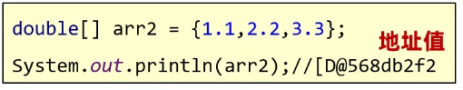 double[] arr2 = {1.1,2.2,3.3};
地址值
System.out.println(arr2);//[D@568db2f2